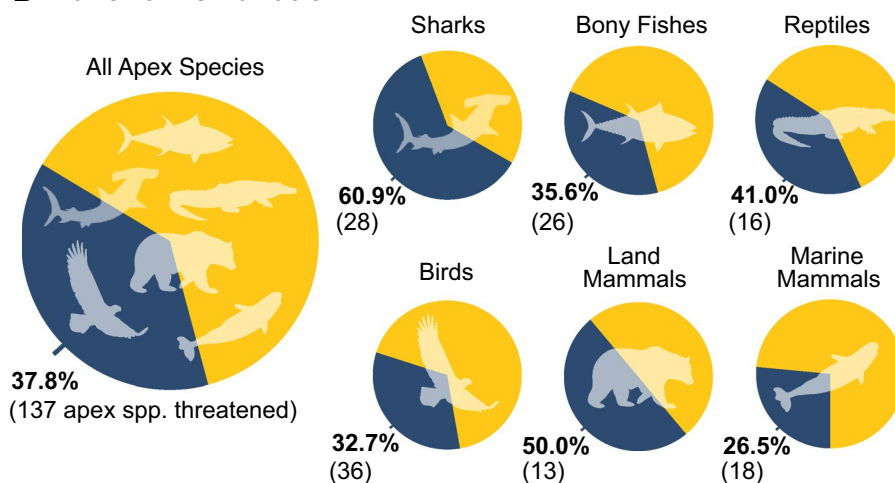 Sharks
Bony Fishes
Reptiles
All Apex Species
60.9%
(28)
35.6%
(26)
41.0%
(16)
Birds
Land
Mammals
Marine
Mammals
37.8%
(137 apex spp. threatened)
32.7%
(36)
50.0%
(13)
26.5%
(18)